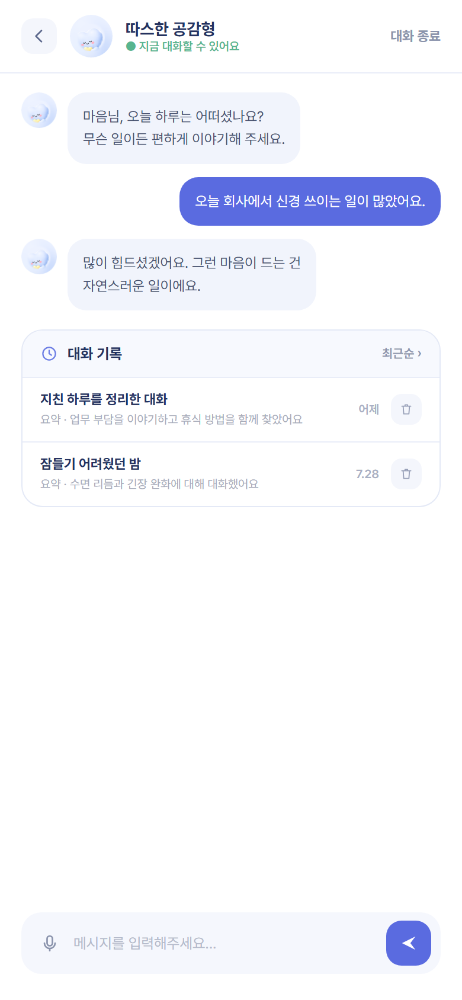 따스한 공감형
지금 대화할 수 있어요
대화 종료
마음님, 오늘 하루는 어떠셨나요?
무슨 일이든 편하게 이야기해 주세요.
오늘 회사에서 신경 쓰이는 일이 많았어요.
많이 힘드셨겠어요. 그런 마음이 드는 건
자연스러운 일이에요.
대화 기록
최근순 ›
지친 하루를 정리한 대화
요약 · 업무 부담을 이야기하고 휴식 방법을 함께 찾았어요
어제
잠들기 어려웠던 밤
요약 · 수면 리듬과 긴장 완화에 대해 대화했어요
7.28
메시지를 입력해주세요...